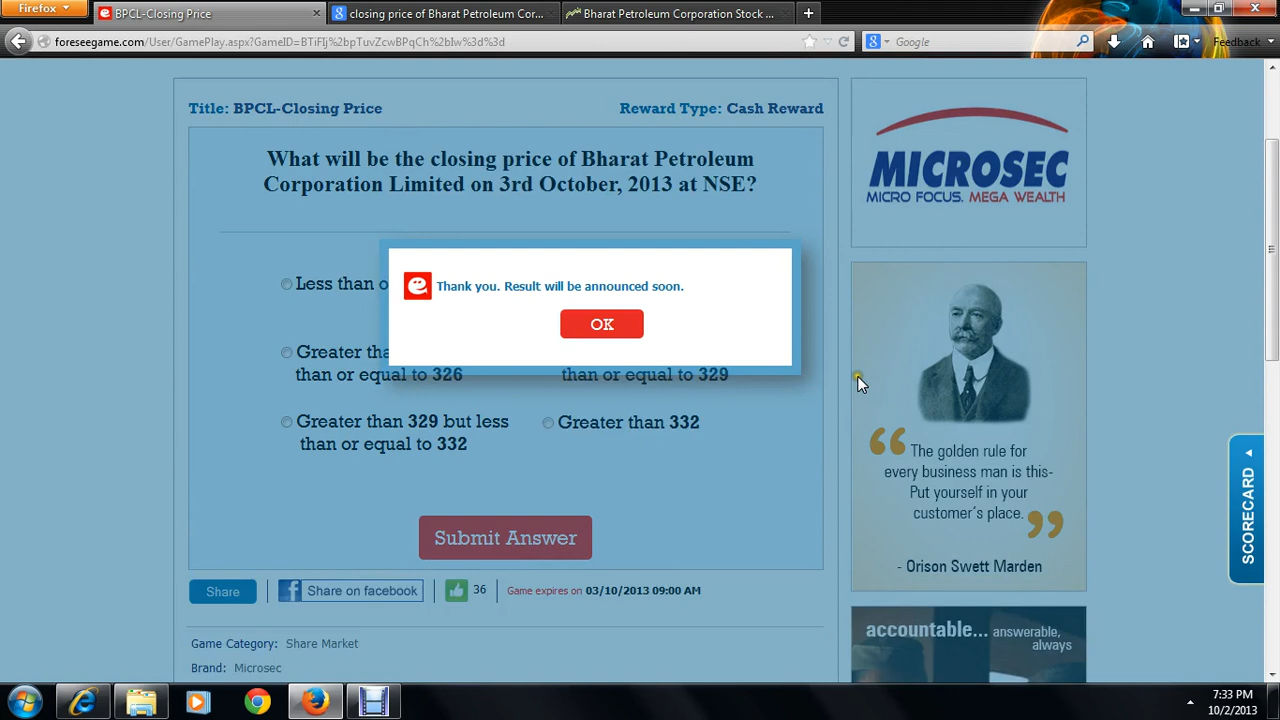 Firefox
BPCL-Closing Price
closing price of Bharat Petroleum Cor...
Bharat Petroleum Corporation Stock ...
foreseegame.com/User/GamePlay.aspx?GameID=BTiFIj%2bpTuvZcwBPqCh%2blw%3d%3d
Google
Feedback
Title: BPCL-Closing Price
Reward Type: Cash Reward
What will be the closing price of Bharat Petroleum
Corporation Limited on 3rd October, 2013 at NSE?
Less than o
Greater tha
than or equal to 326
than or equal to 329
Greater than 329 but less
than or equal to 332
Greater than 332
Thank you. Result will be announced soon.
OK
Submit Answer
Share
Share on facebook
36
Game expires on 03/10/2013 09:00 AM
Game Category: Share Market
Brand: Microsec
MICROSEC
MICRO FOCUS. MEGA WEALTH
The golden rule for
every business man is this-
Put yourself in your
customer's place.
- Orison Swett Marden
accountable... answerable,
always
SCORECARD
7:33 PM
10/2/2013